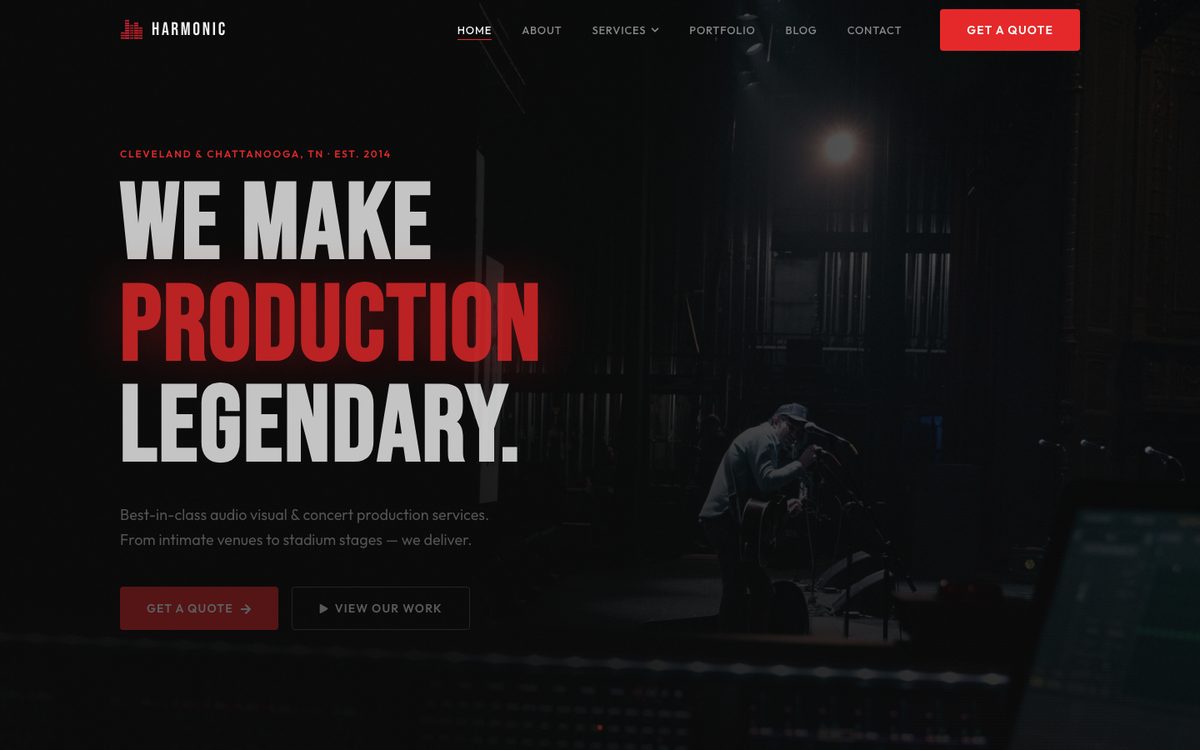 HARMONIC
HOME ABOUT SERVICES PORTFOLIO BLOG CONTACT GET A QUOTE
CLEVELAND & CHATTANOOGA, TN · EST. 2014
WE MAKE
PRODUCTION
LEGENDARY.
Best-in-class audio visual & concert production services.
From intimate venues to stadium stages — we deliver.
GET A QUOTE → ▶ VIEW OUR WORK